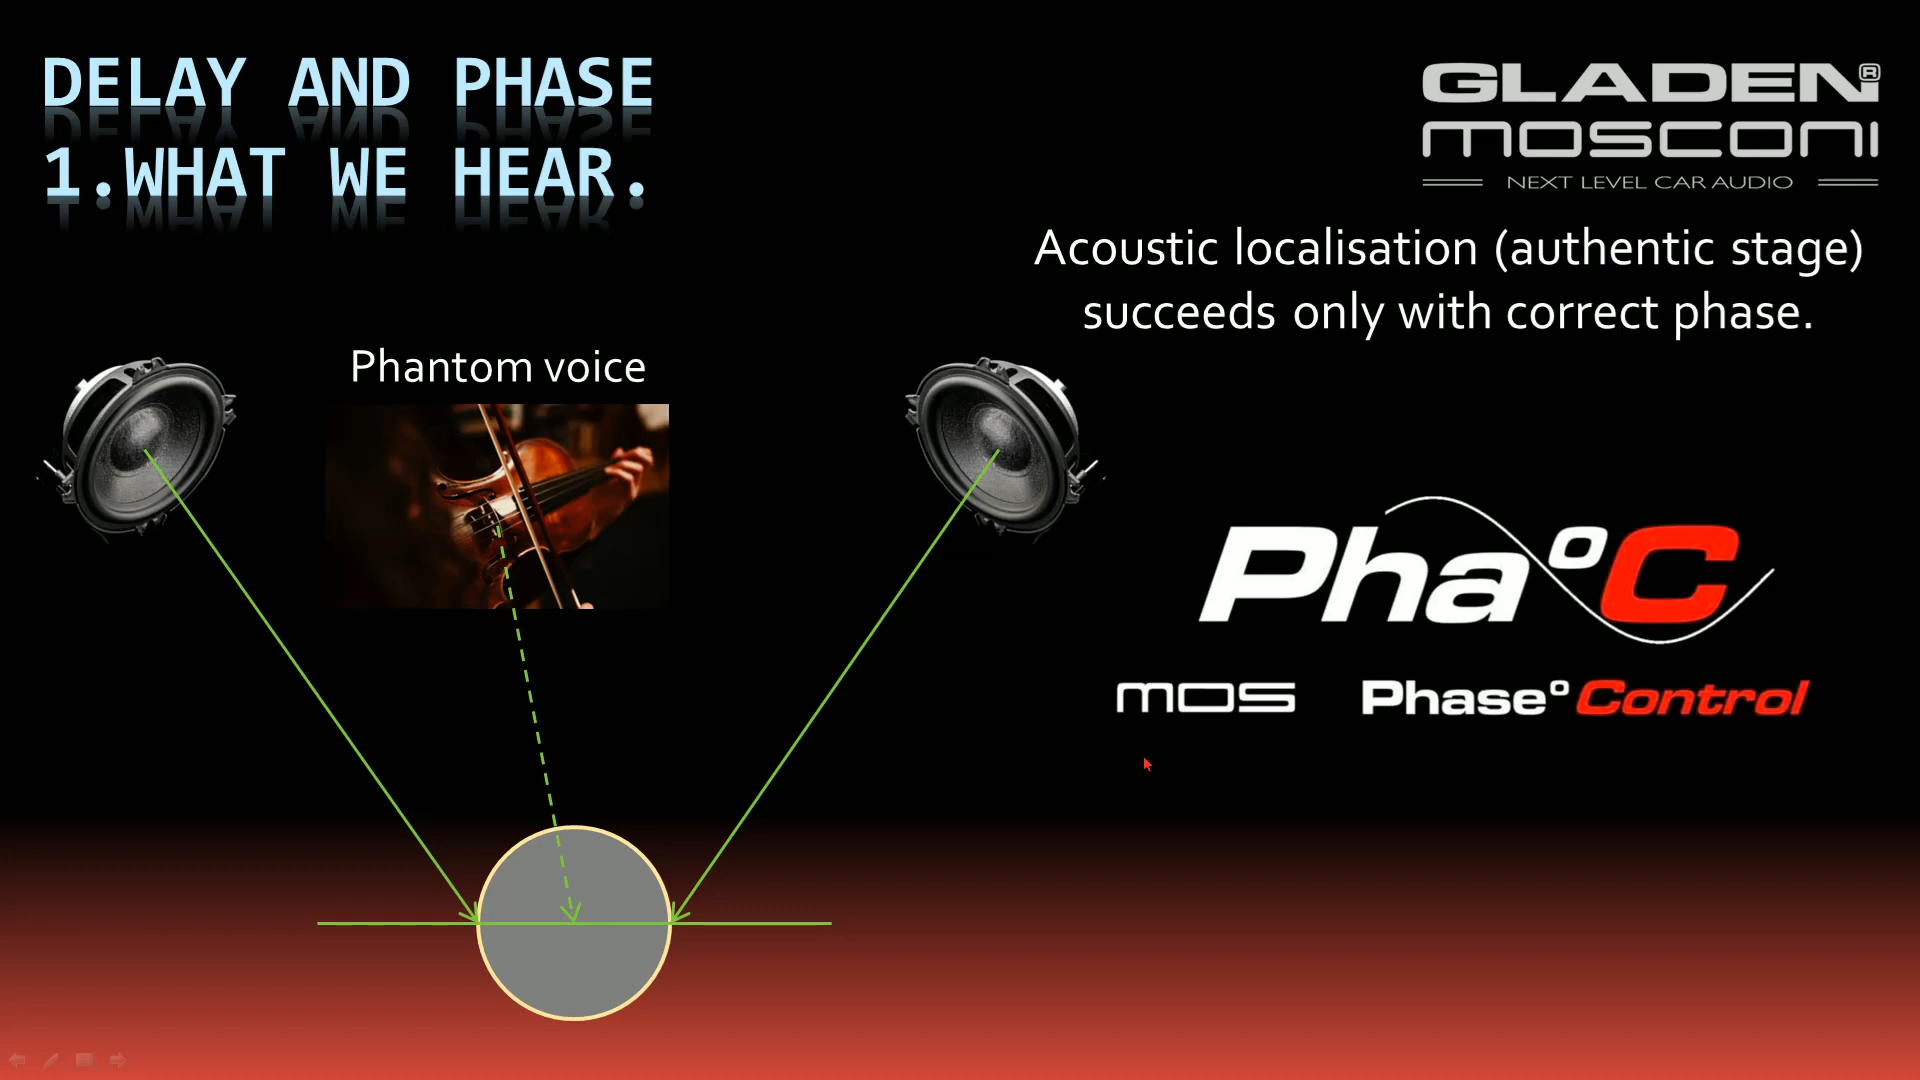 DELAY AND PHASE
1.WHAT WE HEAR.
GLADEN®
MOSCONI
NEXT LEVEL CAR AUDIO
Acoustic localisation (authentic stage)
succeeds only with correct phase.
Phantom voice
Pha°C
MOS Phase° Control